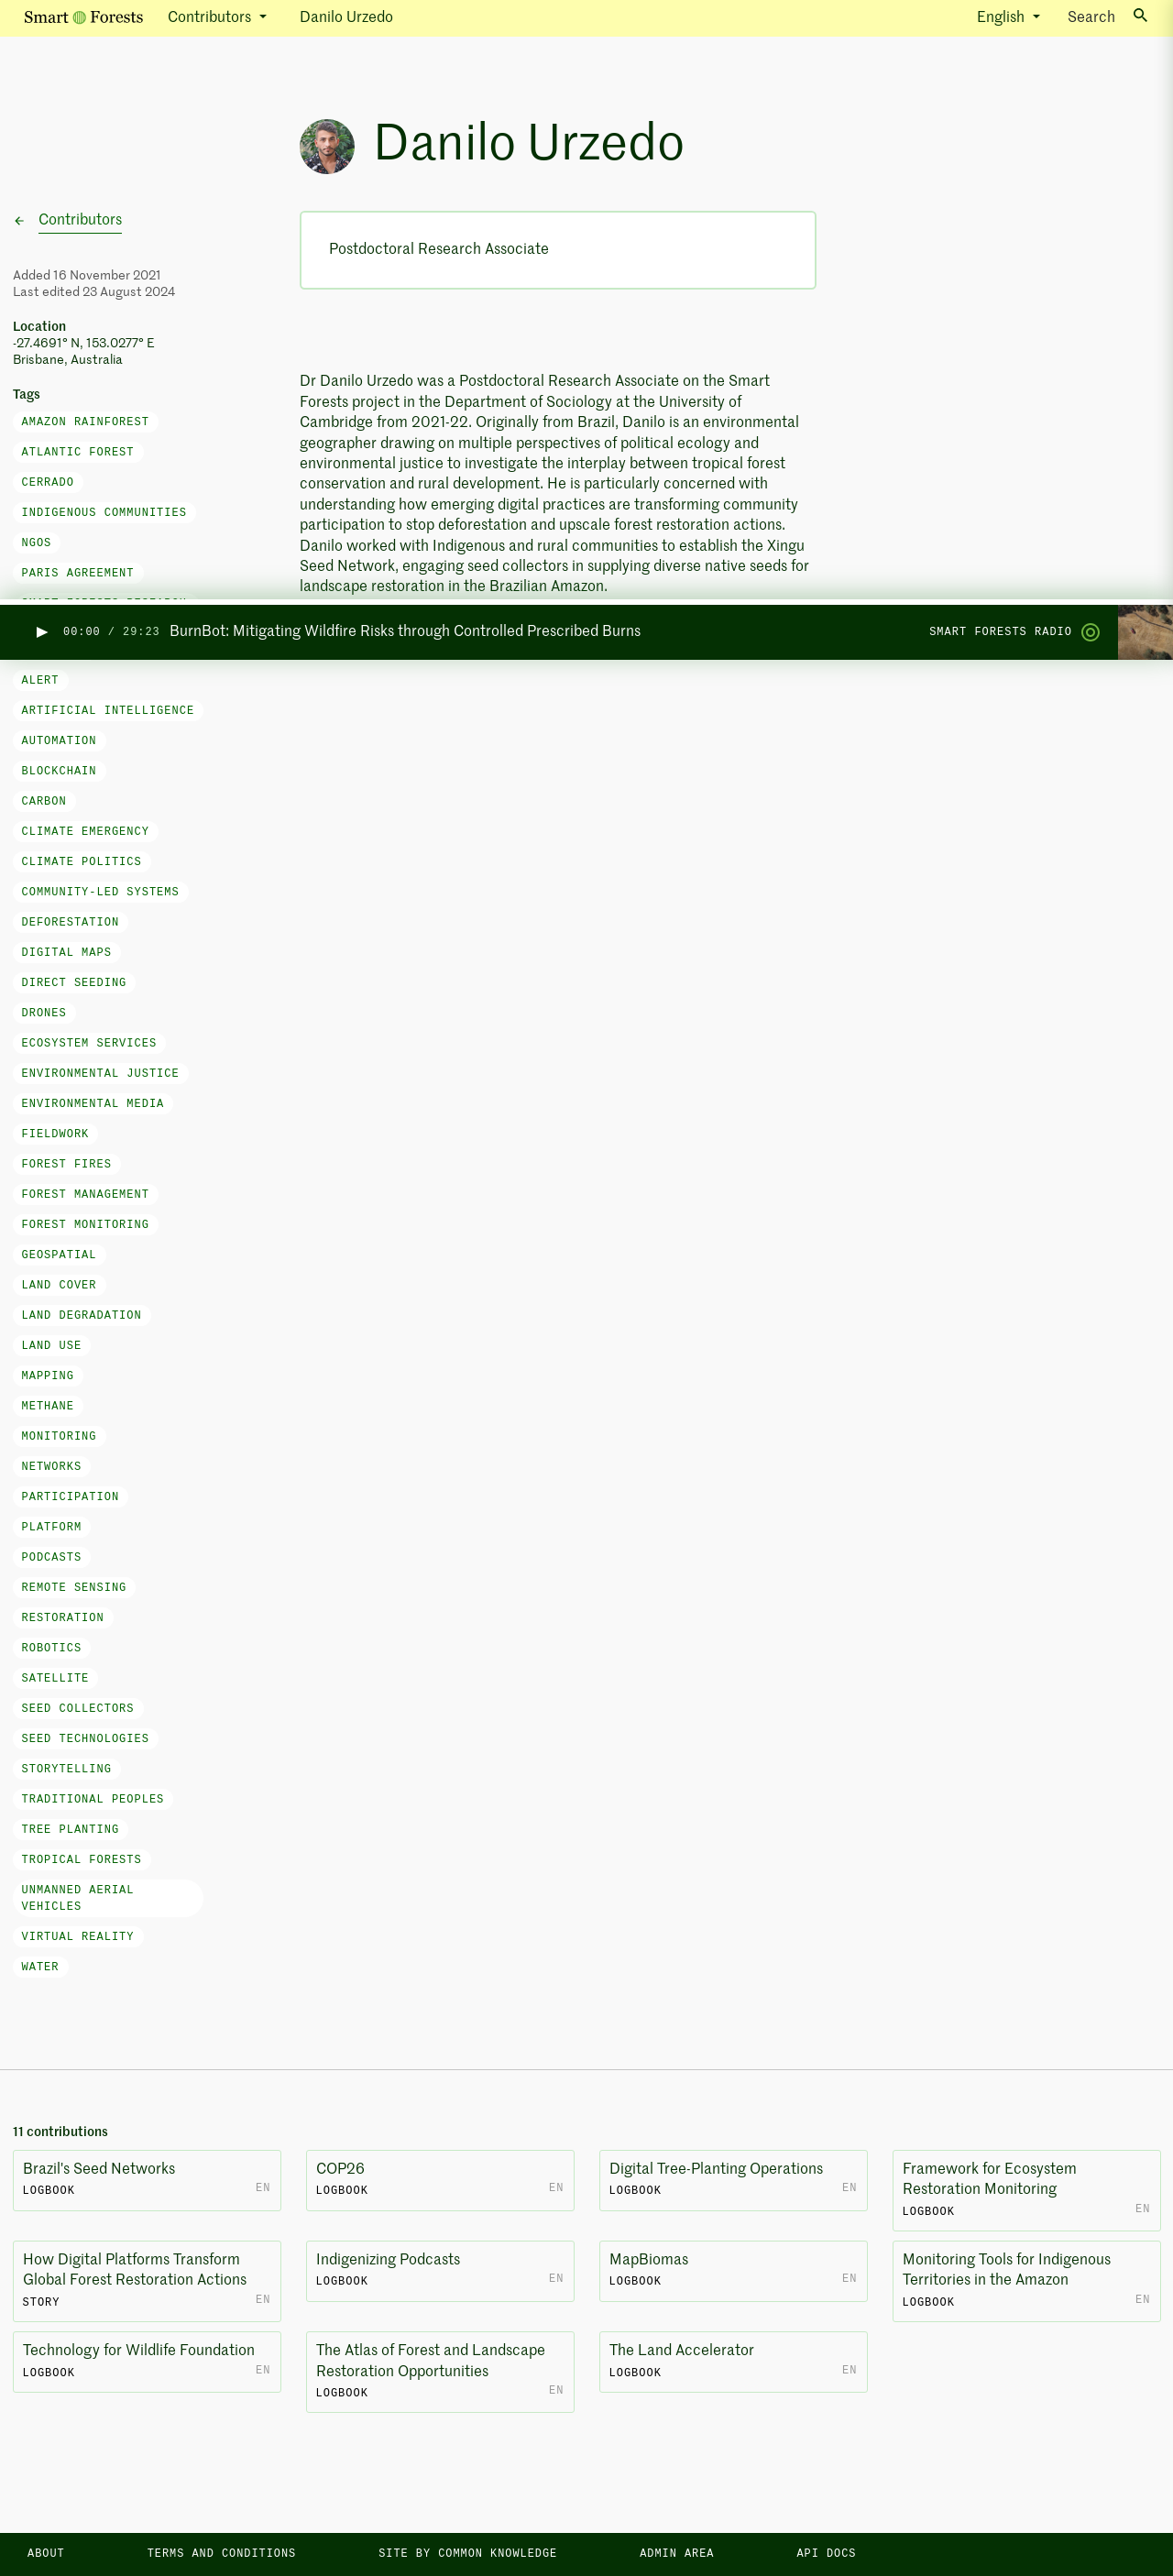 Smart Forests Contributors Danilo Urzedo English Search
Danilo Urzedo
Contributors
Postdoctoral Research Associate
Added 16 November 2021
Last edited 23 August 2024
Location
-27.4691° N, 153.0277° E
Brisbane, Australia
Tags
AMAZON RAINFOREST
ATLANTIC FOREST
CERRADO
INDIGENOUS COMMUNITIES
NGOS
PARIS AGREEMENT
Dr Danilo Urzedo was a Postdoctoral Research Associate on the Smart
Forests project in the Department of Sociology at the University of
Cambridge from 2021-22. Originally from Brazil, Danilo is an environmental
geographer drawing on multiple perspectives of political ecology and
environmental justice to investigate the interplay between tropical forest
conservation and rural development. He is particularly concerned with
understanding how emerging digital practices are transforming community
participation to stop deforestation and upscale forest restoration actions.
Danilo worked with Indigenous and rural communities to establish the Xingu
Seed Network, engaging seed collectors in supplying diverse native seeds for
landscape restoration in the Brazilian Amazon.
00:00 / 29:23 BurnBot: Mitigating Wildfire Risks through Controlled Prescribed Burns SMART FORESTS RADIO
ALERT
ARTIFICIAL INTELLIGENCE
AUTOMATION
BLOCKCHAIN
CARBON
CLIMATE EMERGENCY
CLIMATE POLITICS
COMMUNITY-LED SYSTEMS
DEFORESTATION
DIGITAL MAPS
DIRECT SEEDING
DRONES
ECOSYSTEM SERVICES
ENVIRONMENTAL JUSTICE
ENVIRONMENTAL MEDIA
FIELDWORK
FOREST FIRES
FOREST MANAGEMENT
FOREST MONITORING
GEOSPATIAL
LAND COVER
LAND DEGRADATION
LAND USE
MAPPING
METHANE
MONITORING
NETWORKS
PARTICIPATION
PLATFORM
PODCASTS
REMOTE SENSING
RESTORATION
ROBOTICS
SATELLITE
SEED COLLECTORS
SEED TECHNOLOGIES
STORYTELLING
TRADITIONAL PEOPLES
TREE PLANTING
TROPICAL FORESTS
UNMANNED AERIAL
VEHICLES
VIRTUAL REALITY
WATER
11 contributions
Brazil's Seed Networks
LOGBOOK EN
COP26
LOGBOOK EN
Digital Tree-Planting Operations
LOGBOOK EN
Framework for Ecosystem
Restoration Monitoring
LOGBOOK EN
How Digital Platforms Transform
Global Forest Restoration Actions
STORY EN
Indigenizing Podcasts
LOGBOOK EN
MapBiomas
LOGBOOK EN
Monitoring Tools for Indigenous
Territories in the Amazon
LOGBOOK EN
Technology for Wildlife Foundation
LOGBOOK EN
The Atlas of Forest and Landscape
Restoration Opportunities
LOGBOOK EN
The Land Accelerator
LOGBOOK EN
ABOUT TERMS AND CONDITIONS SITE BY COMMON KNOWLEDGE ADMIN AREA API DOCS